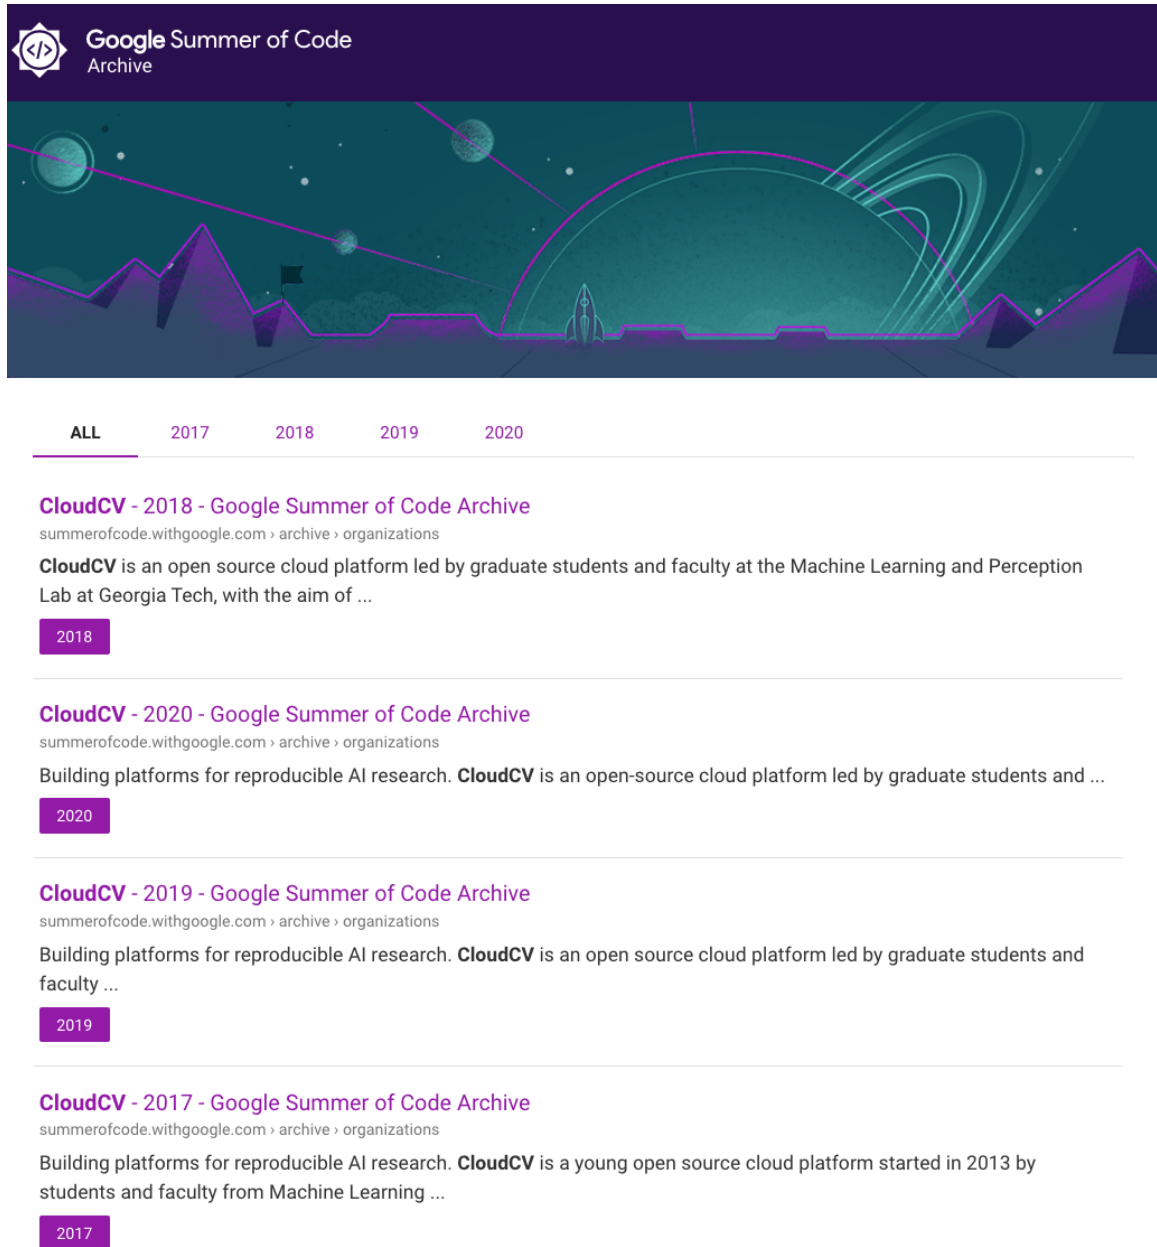 Google Summer of Code
Archive
ALL 2017 2018 2019 2020
CloudCV - 2018 - Google Summer of Code Archive
summerofcode.withgoogle.com › archive › organizations
CloudCV is an open source cloud platform led by graduate students and faculty at the Machine Learning and Perception
Lab at Georgia Tech, with the aim of ...
2018
CloudCV - 2020 - Google Summer of Code Archive
summerofcode.withgoogle.com › archive › organizations
Building platforms for reproducible AI research. CloudCV is an open-source cloud platform led by graduate students and ...
2020
CloudCV - 2019 - Google Summer of Code Archive
summerofcode.withgoogle.com › archive › organizations
Building platforms for reproducible AI research. CloudCV is an open source cloud platform led by graduate students and
faculty ...
2019
CloudCV - 2017 - Google Summer of Code Archive
summerofcode.withgoogle.com › archive › organizations
Building platforms for reproducible AI research. CloudCV is a young open source cloud platform started in 2013 by
students and faculty from Machine Learning ...
2017